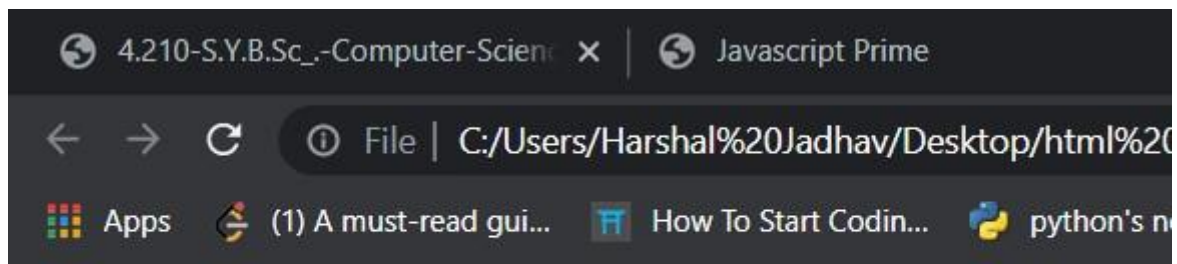 4.210-S.Y.B.Sc_.-Computer-Scien Javascript Prime
File | C:/Users/Harshal%20Jadhav/Desktop/html%20
Apps (1) A must-read gui... How To Start Codin... python's n